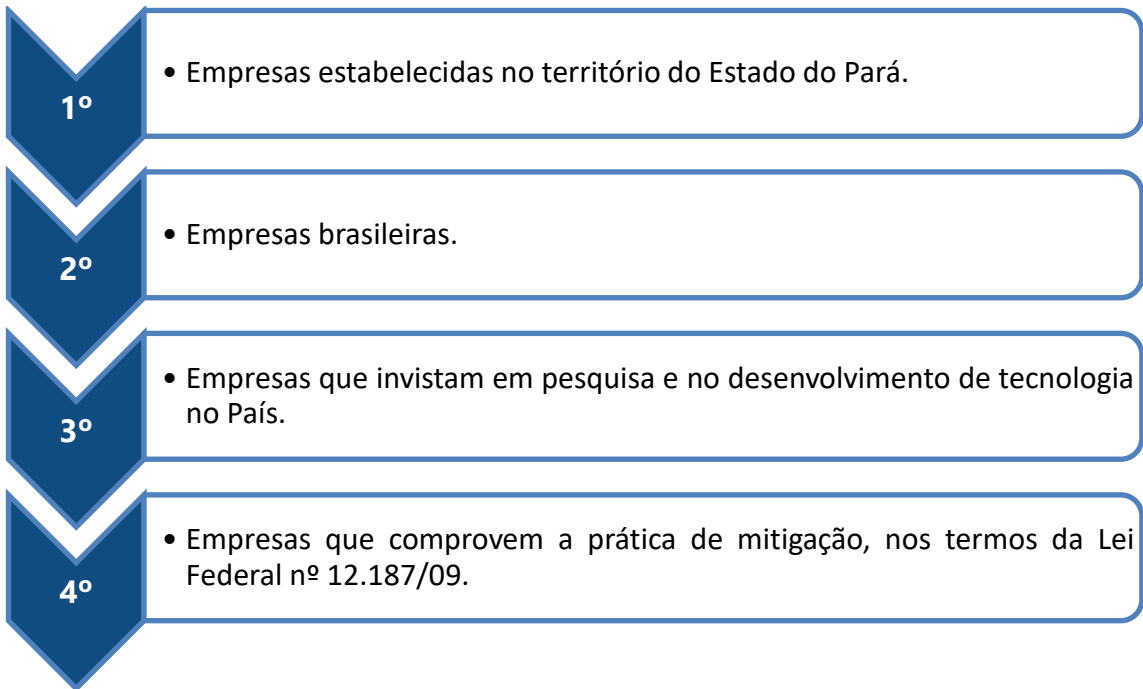 1º
• Empresas estabelecidas no território do Estado do Pará.
2º
• Empresas brasileiras.
3º
• Empresas que invistam em pesquisa e no desenvolvimento de tecnologia
no País.
4º
• Empresas que comprovem a prática de mitigação, nos termos da Lei
Federal nº 12.187/09.